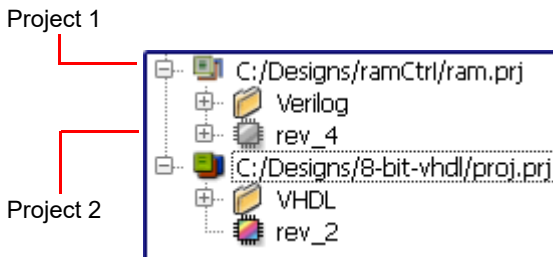 Project 1
C:/Designs/ramCtrl/ram.prj
Verilog
rev_4
C:/Designs/8-bit-vhdl/proj.prj
Project 2
VHDL
rev_2